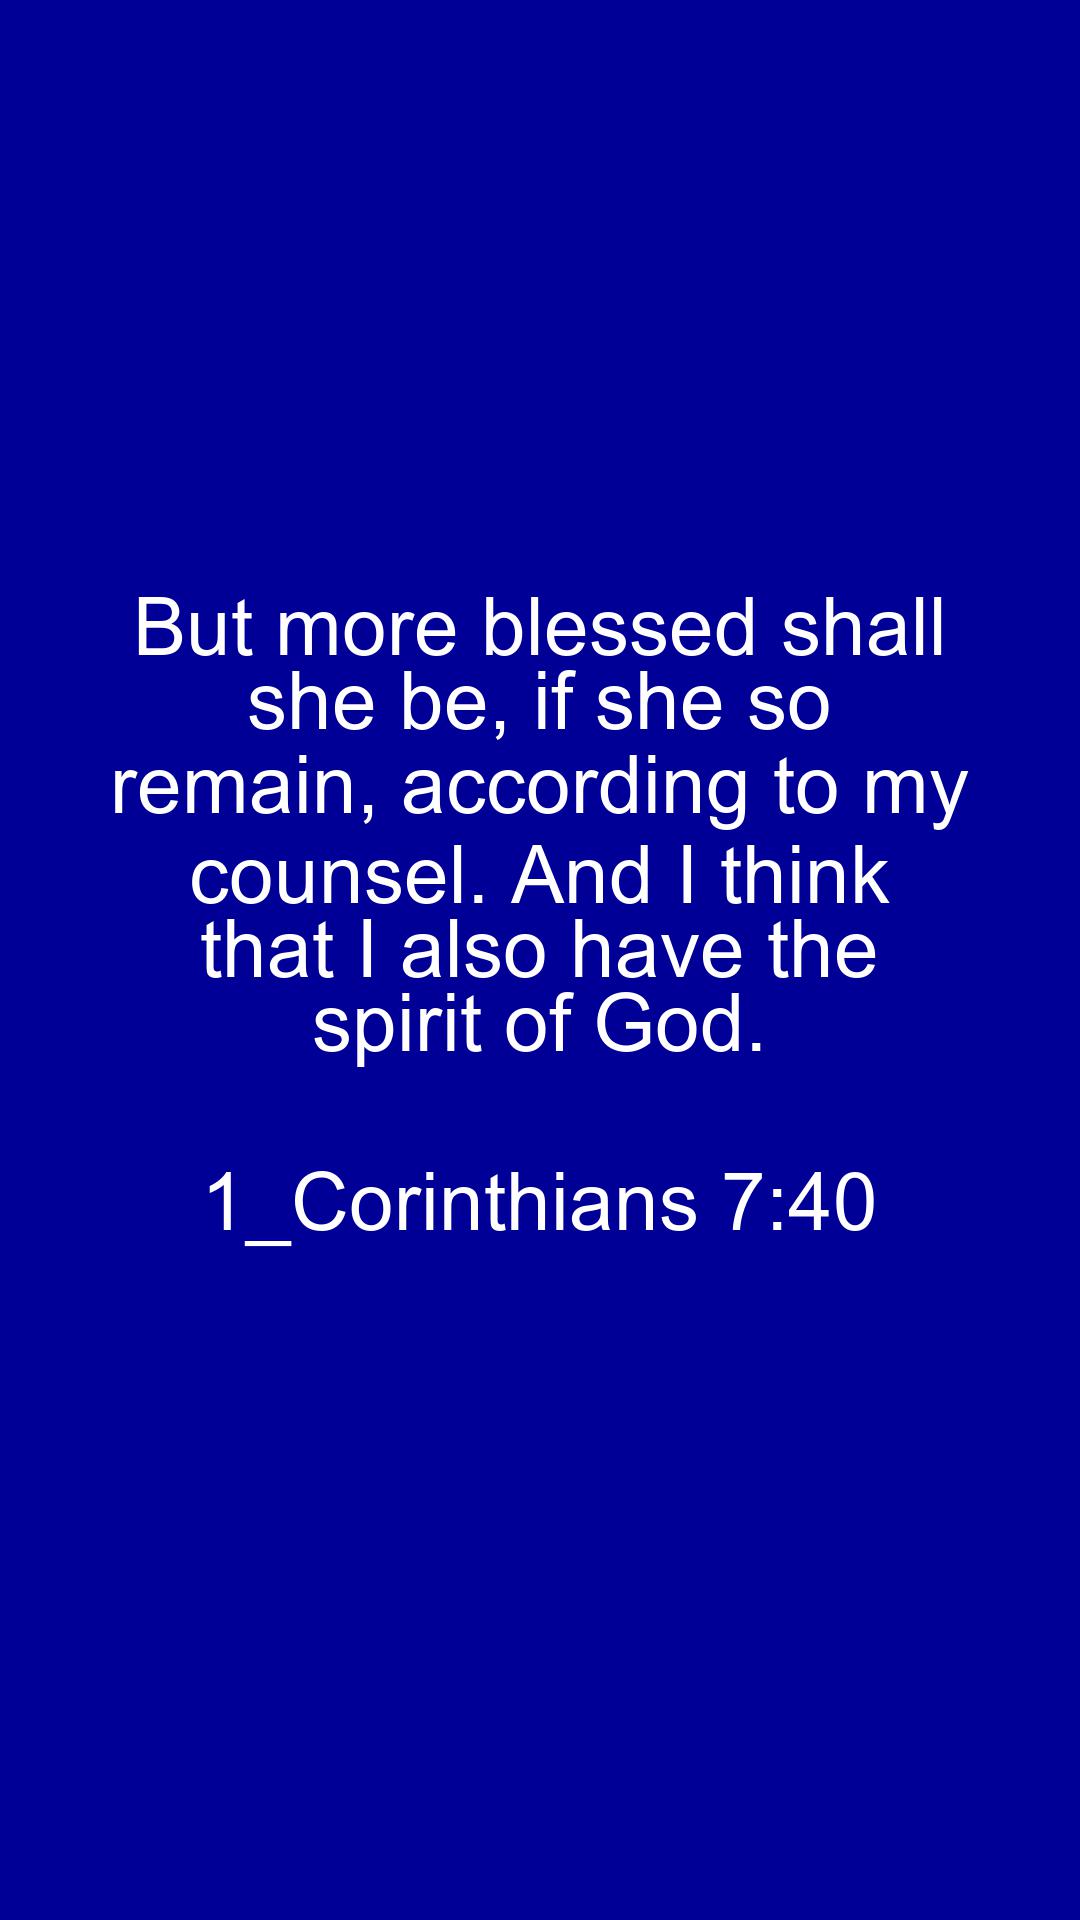 But more blessed shall
she be, if she so
remain, according to my
counsel. And I think
that I also have the
spirit of God.
1_Corinthians 7:40